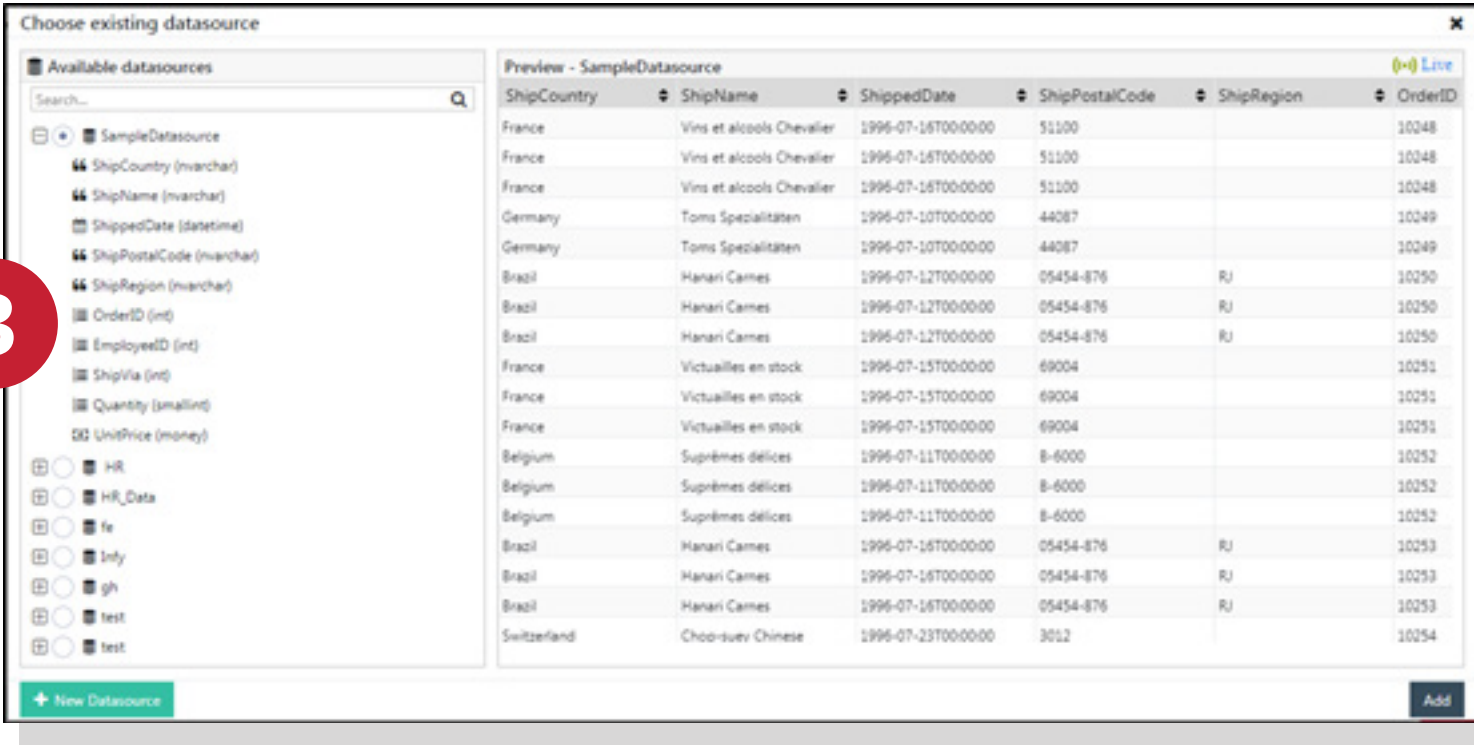 Choose existing datasource
Available datasources
Search...
SampleDatasource
ShipCountry (nvarchar)
ShipName (nvarchar)
ShippedDate (datetime)
ShipPostalCode (nvarchar)
ShipRegion (nvarchar)
OrderID (int)
EmployeeID (int)
ShipVia (int)
Quantity (smallint)
UnitPrice (money)
HR
HR_Data
fe
Infy
gh
test
test
3
Preview - SampleDatasource Live
ShipCountry ShipName ShippedDate ShipPostalCode ShipRegion OrderID
France Vins et alcools Chevalier 1996-07-16T00:00:00 51100 10248
France Vins et alcools Chevalier 1996-07-16T00:00:00 51100 10248
France Vins et alcools Chevalier 1996-07-16T00:00:00 51100 10248
Germany Toms Spezialitäten 1996-07-10T00:00:00 44087 10249
Germany Toms Spezialitäten 1996-07-10T00:00:00 44087 10249
Brazil Hanari Carnes 1996-07-12T00:00:00 05454-876 RJ 10250
Brazil Hanari Carnes 1996-07-12T00:00:00 05454-876 RJ 10250
Brazil Hanari Carnes 1996-07-12T00:00:00 05454-876 RJ 10250
France Victuailles en stock 1996-07-15T00:00:00 69004 10251
France Victuailles en stock 1996-07-15T00:00:00 69004 10251
France Victuailles en stock 1996-07-15T00:00:00 69004 10251
Belgium Suprêmes délices 1996-07-11T00:00:00 B-6000 10252
Belgium Suprêmes délices 1996-07-11T00:00:00 B-6000 10252
Belgium Suprêmes délices 1996-07-11T00:00:00 B-6000 10252
Brazil Hanari Carnes 1996-07-16T00:00:00 05454-876 RJ 10253
Brazil Hanari Carnes 1996-07-16T00:00:00 05454-876 RJ 10253
Brazil Hanari Carnes 1996-07-16T00:00:00 05454-876 RJ 10253
Switzerland Chop-suey Chinese 1996-07-23T00:00:00 3012 10254
New Datasource
Add